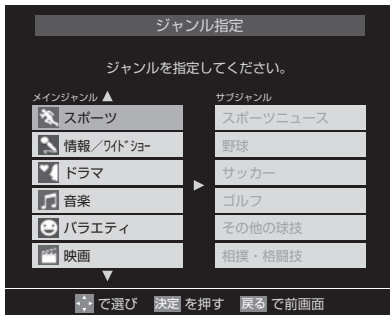 ジャンル指定
ジャンルを指定してください。
メインジャンル▲
スポーツ
情報／ワイドショー
ドラマ
音楽
バラエティ
映画
▼
▶
サブジャンル
スポーツニュース
野球
サッカー
ゴルフ
その他の球技
相撲・格闘技
で選び 決定 を押す 戻る で前画面